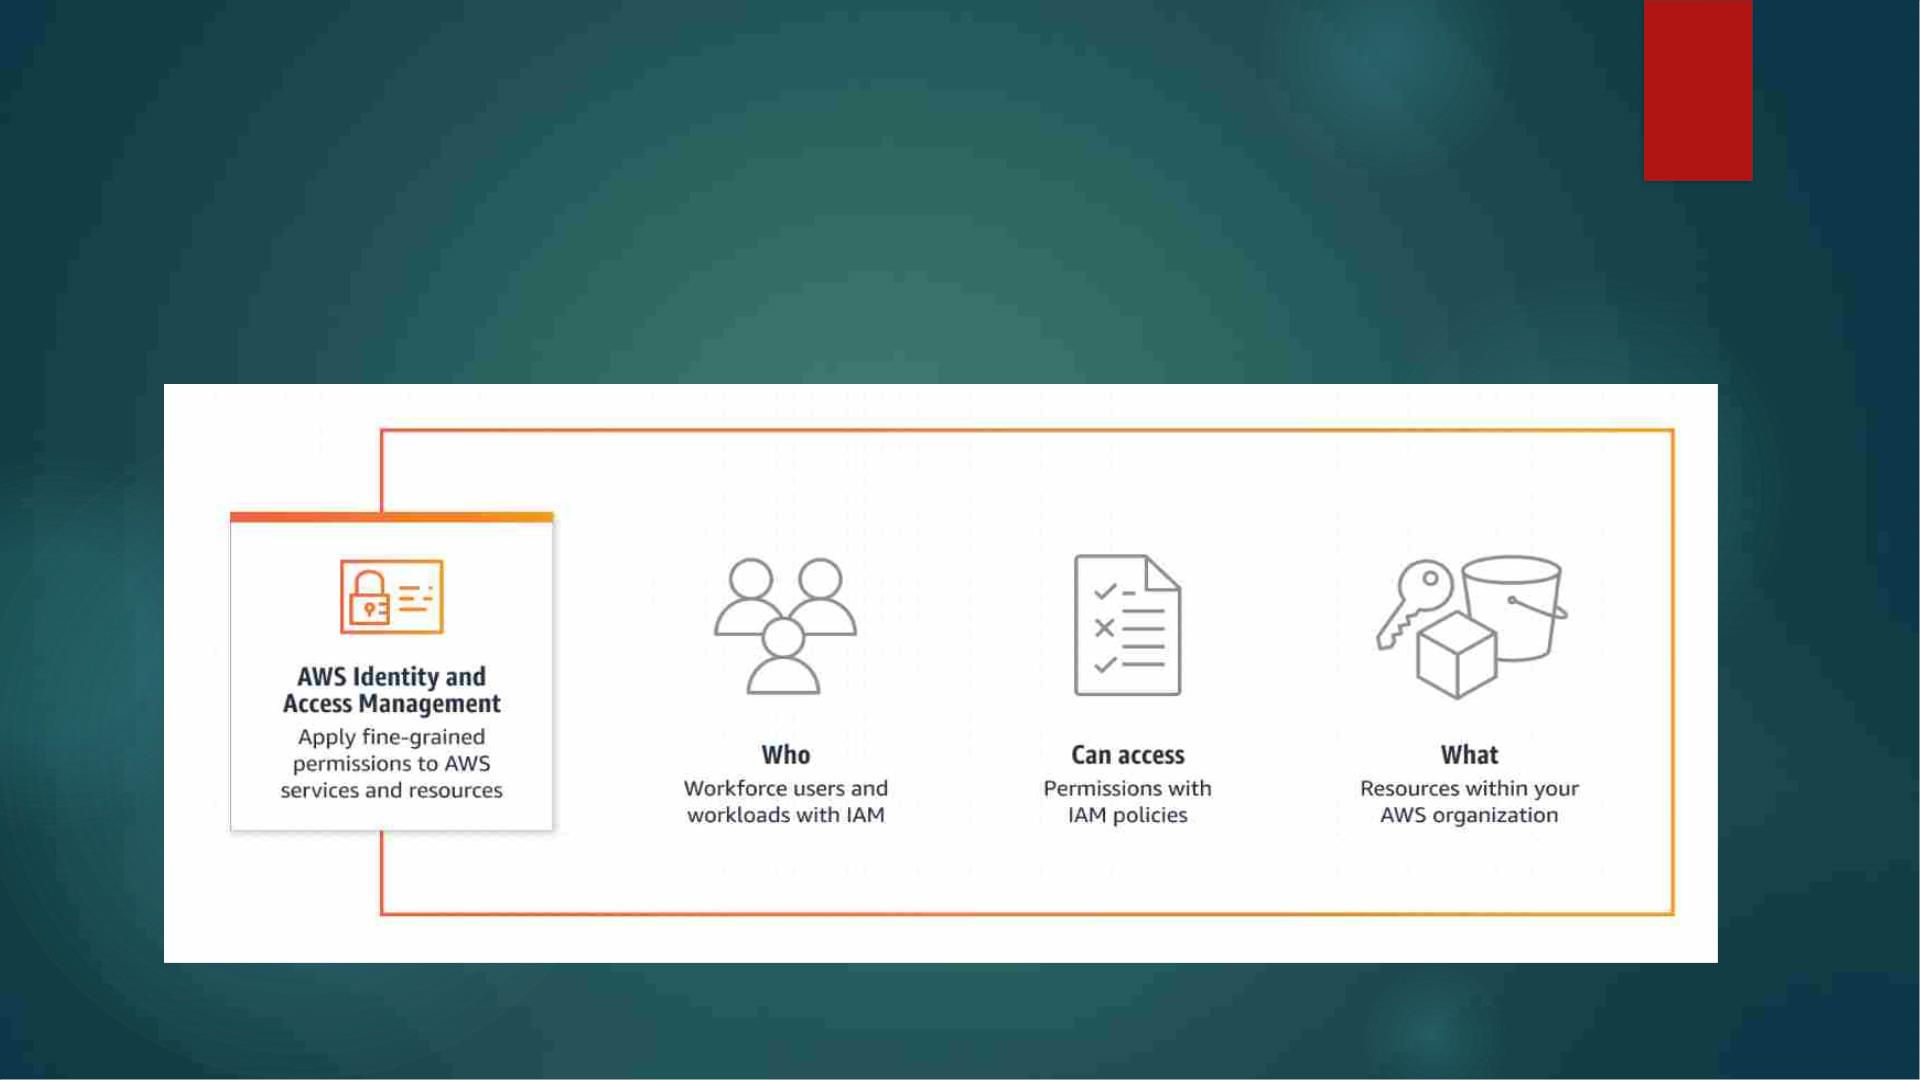 AWS Identity and
Access Management
Apply fine-grained
permissions to AWS
services and resources
Who
Workforce users and
workloads with IAM
Can access
Permissions with
IAM policies
What
Resources within your
AWS organization